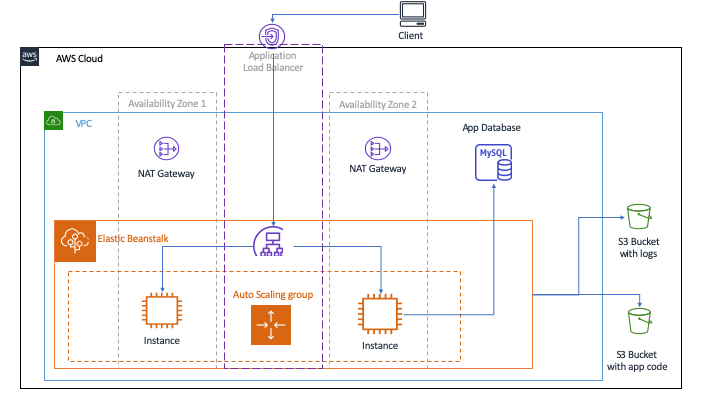 Client
aws
AWS Cloud
Application
Load Balancer
Availability Zone 1
Availability Zone 2
VPC
App Database
MySQL
NAT Gateway
NAT Gateway
Elastic Beanstalk
S3 Bucket
with logs
Auto Scaling group
Instance
Instance
S3 Bucket
with app code